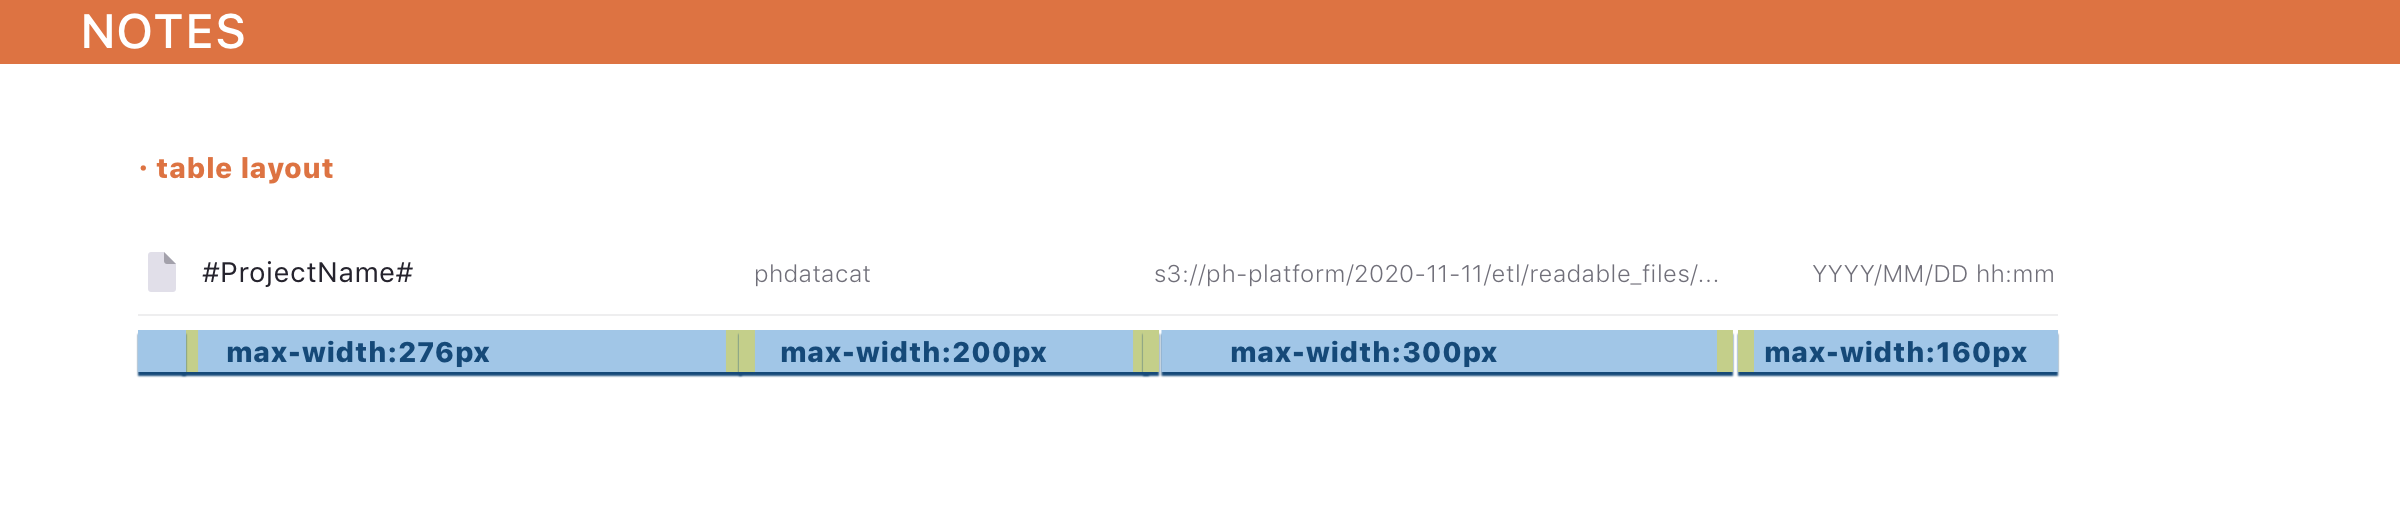 NOTES
· table layout
#ProjectName# phdatacat s3://ph-platform/2020-11-11/etl/readable_files/... YYYY/MM/DD hh:mm
max-width:276px max-width:200px max-width:300px max-width:160px